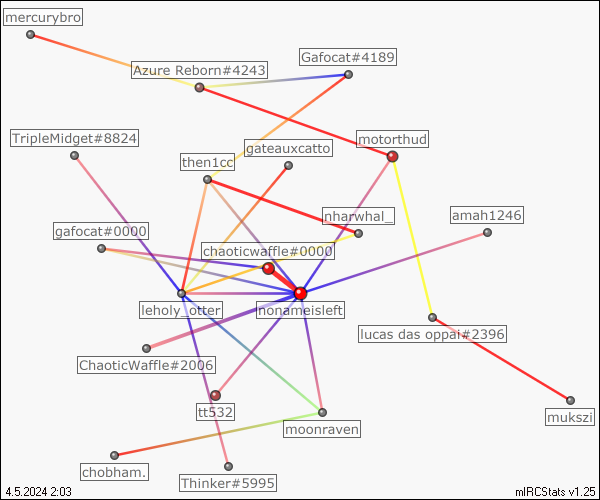 mercurybro
Gafocat#4189
Azure Reborn#4243
TripleMidget#8824
motorthud
gateauxcatto
then1cc
nharwhal_
amah1246
gafocat#0000
chaoticwaffle#0000
leholy_otter
nonameisleft
lucas das oppai#2396
ChaoticWaffle#2006
tt532
mukszi
moonraven
chobham.
Thinker#5995
4.5.2024 2:03
mIRCStats v1.25